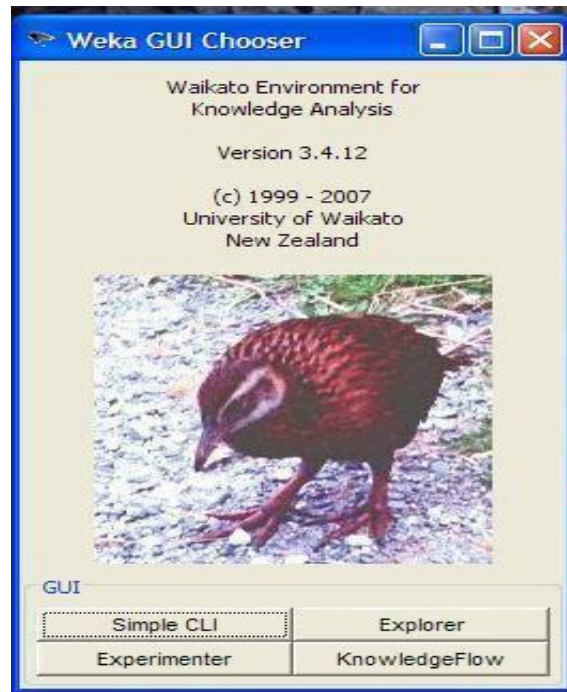 Weka GUI Chooser
Waikato Environment for
Knowledge Analysis
Version 3.4.12
(c) 1999 - 2007
University of Waikato
New Zealand
GUI
Simple CLI
Explorer
Experimenter
KnowledgeFlow